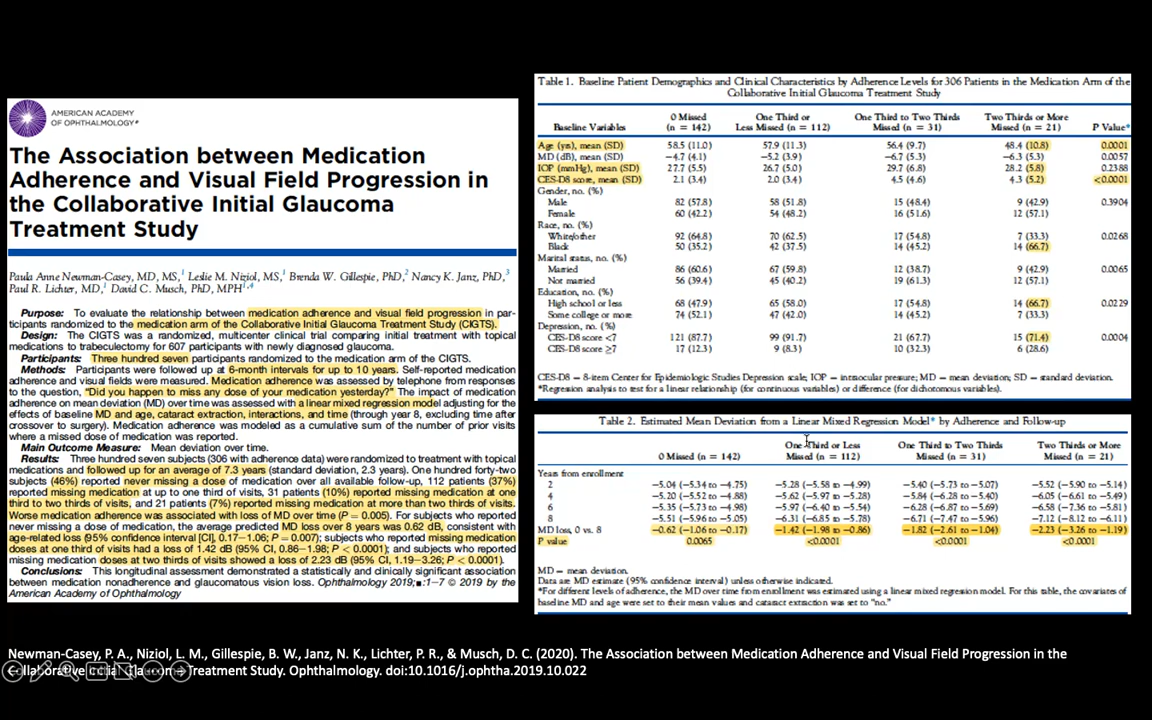 AMERICAN ACADEMY
OF OPHTHALMOLOGY®
The Association between Medication
Adherence and Visual Field Progression in
the Collaborative Initial Glaucoma
Treatment Study
Paula Anne Newman-Casey, MD, MS,1 Leslie M. Niziol, MS,1 Brenda W. Gillespie, PhD,2 Nancy K. Janz, PhD,3
Paul R. Lichter, MD,1 David C. Musch, PhD, MPH1,4
Purpose: To evaluate the relationship between medication adherence and visual field progression in par-
ticipants randomized to the medication arm of the Collaborative Initial Glaucoma Treatment Study (CIGTS).
Design: The CIGTS was a randomized, multicenter clinical trial comparing initial treatment with topical
medications to trabeculectomy for 607 participants with newly diagnosed glaucoma.
Participants: Three hundred seven participants randomized to the medication arm of the CIGTS.
Methods: Participants were followed up at 6-month intervals for up to 10 years. Self-reported medication
adherence and visual fields were measured. Medication adherence was assessed by telephone from responses
to the question, “Did you happen to miss any dose of your medication yesterday?” The impact of medication
adherence on mean deviation (MD) over time was assessed with a linear mixed regression model adjusting for the
effects of baseline MD and age, cataract extraction, interactions, and time (through year 8, excluding time after
crossover to surgery). Medication adherence was modeled as a cumulative sum of the number of prior visits
where a missed dose of medication was reported.
Main Outcome Measure: Mean deviation over time.
Results: Three hundred seven subjects (306 with adherence data) were randomized to treatment with topical
medications and followed up for an average of 7.3 years (standard deviation, 2.3 years). One hundred forty-two
subjects (46%) reported never missing a dose of medication over all available follow-up, 112 patients (37%)
reported missing medication at up to one third of visits, 31 patients (10%) reported missing medication at one
third to two thirds of visits, and 21 patients (7%) reported missing medication at more than two thirds of visits.
Worse medication adherence was associated with loss of MD over time (P = 0.005). For subjects who reported
never missing a dose of medication, the average predicted MD loss over 8 years was 0.62 dB, consistent with
age-related loss (95% confidence interval [CI], 0.17–1.06; P = 0.007); subjects who reported missing medication
doses at one third of visits had a loss of 1.42 dB (95% CI, 0.86–1.98; P < 0.0001); and subjects who reported
missing medication doses at two thirds of visits showed a loss of 2.23 dB (95% CI, 1.19–3.26; P < 0.0001).
Conclusions: This longitudinal assessment demonstrated a statistically and clinically significant association
between medication nonadherence and glaucomatous vision loss. Ophthalmology 2019;■:1–7 © 2019 by the
American Academy of Ophthalmology
Table 1. Baseline Patient Demographics and Clinical Characteristics by Adherence Levels for 306 Patients in the Medication Arm of the
Collaborative Initial Glaucoma Treatment Study
0 Missed One Third or One Third to Two Thirds Two Thirds or More
Baseline Variables (n = 142) Less Missed (n = 112) Missed (n = 31) Missed (n = 21) P Value*
Age (yrs), mean (SD) 58.5 (11.0) 57.9 (11.3) 56.4 (9.7) 48.4 (10.8) 0.0001
MD (dB), mean (SD) −4.7 (4.1) −5.2 (3.9) −6.7 (5.3) −6.3 (5.3) 0.0057
IOP (mmHg), mean (SD) 27.7 (5.5) 26.7 (5.0) 29.7 (6.8) 28.2 (5.8) 0.2388
CES-D8 score, mean (SD) 2.1 (3.4) 2.0 (3.4) 4.5 (4.6) 4.3 (5.2) <0.0001
Gender, no. (%)
Male 82 (57.8) 58 (51.8) 15 (48.4) 9 (42.9) 0.3904
Female 60 (42.2) 54 (48.2) 16 (51.6) 12 (57.1)
Race, no. (%)
White/other 92 (64.8) 70 (62.5) 17 (54.8) 7 (33.3) 0.0268
Black 50 (35.2) 42 (37.5) 14 (45.2) 14 (66.7)
Marital status, no. (%)
Married 86 (60.6) 67 (59.8) 12 (38.7) 9 (42.9) 0.0065
Not married 56 (39.4) 45 (40.2) 19 (61.3) 12 (57.1)
Education, no. (%)
High school or less 68 (47.9) 65 (58.0) 17 (54.8) 14 (66.7) 0.0229
Some college or more 74 (52.1) 47 (42.0) 14 (45.2) 7 (33.3)
Depression, no. (%)
CES-D8 score <7 121 (87.7) 99 (91.7) 21 (67.7) 15 (71.4) 0.0004
CES-D8 score ≥7 17 (12.3) 9 (8.3) 10 (32.3) 6 (28.6)
CES-D8 = 8-item Center for Epidemiologic Studies Depression scale; IOP = intraocular pressure; MD = mean deviation; SD = standard deviation.
*Regression analysis to test for a linear relationship (for continuous variables) or difference (for dichotomous variables).
Table 2. Estimated Mean Deviation from a Linear Mixed Regression Model* by Adherence and Follow-up
One Third or Less One Third to Two Thirds Two Thirds or More
0 Missed (n = 142) Missed (n = 112) Missed (n = 31) Missed (n = 21)
Years from enrollment
2 −5.04 (−5.34 to −4.75) −5.28 (−5.58 to −4.99) −5.40 (−5.73 to −5.07) −5.52 (−5.90 to −5.14)
4 −5.20 (−5.52 to −4.88) −5.62 (−5.97 to −5.28) −5.84 (−6.28 to −5.40) −6.05 (−6.61 to −5.49)
6 −5.35 (−5.73 to −4.98) −5.97 (−6.40 to −5.54) −6.28 (−6.87 to −5.69) −6.58 (−7.36 to −5.81)
8 −5.51 (−5.96 to −5.05) −6.31 (−6.85 to −5.78) −6.71 (−7.47 to −5.96) −7.12 (−8.12 to −6.11)
MD loss, 0 vs. 8 −0.62 (−1.06 to −0.17) −1.42 (−1.98 to −0.86) −1.82 (−2.61 to −1.04) −2.23 (−3.26 to −1.19)
P value 0.0065 <0.0001 <0.0001 <0.0001
MD = mean deviation.
Data are MD estimate (95% confidence interval) unless otherwise indicated.
*For different levels of adherence, the MD over time from enrollment was estimated using a linear mixed regression model. For this table, the covariates of
baseline MD and age were set to their mean values and cataract extraction was set to “no.”
Newman-Casey, P. A., Niziol, L. M., Gillespie, B. W., Janz, N. K., Lichter, P. R., & Musch, D. C. (2020). The Association between Medication Adherence and Visual Field Progression in the
Collaborative Initial Glaucoma Treatment Study. Ophthalmology. doi:10.1016/j.ophtha.2019.10.022